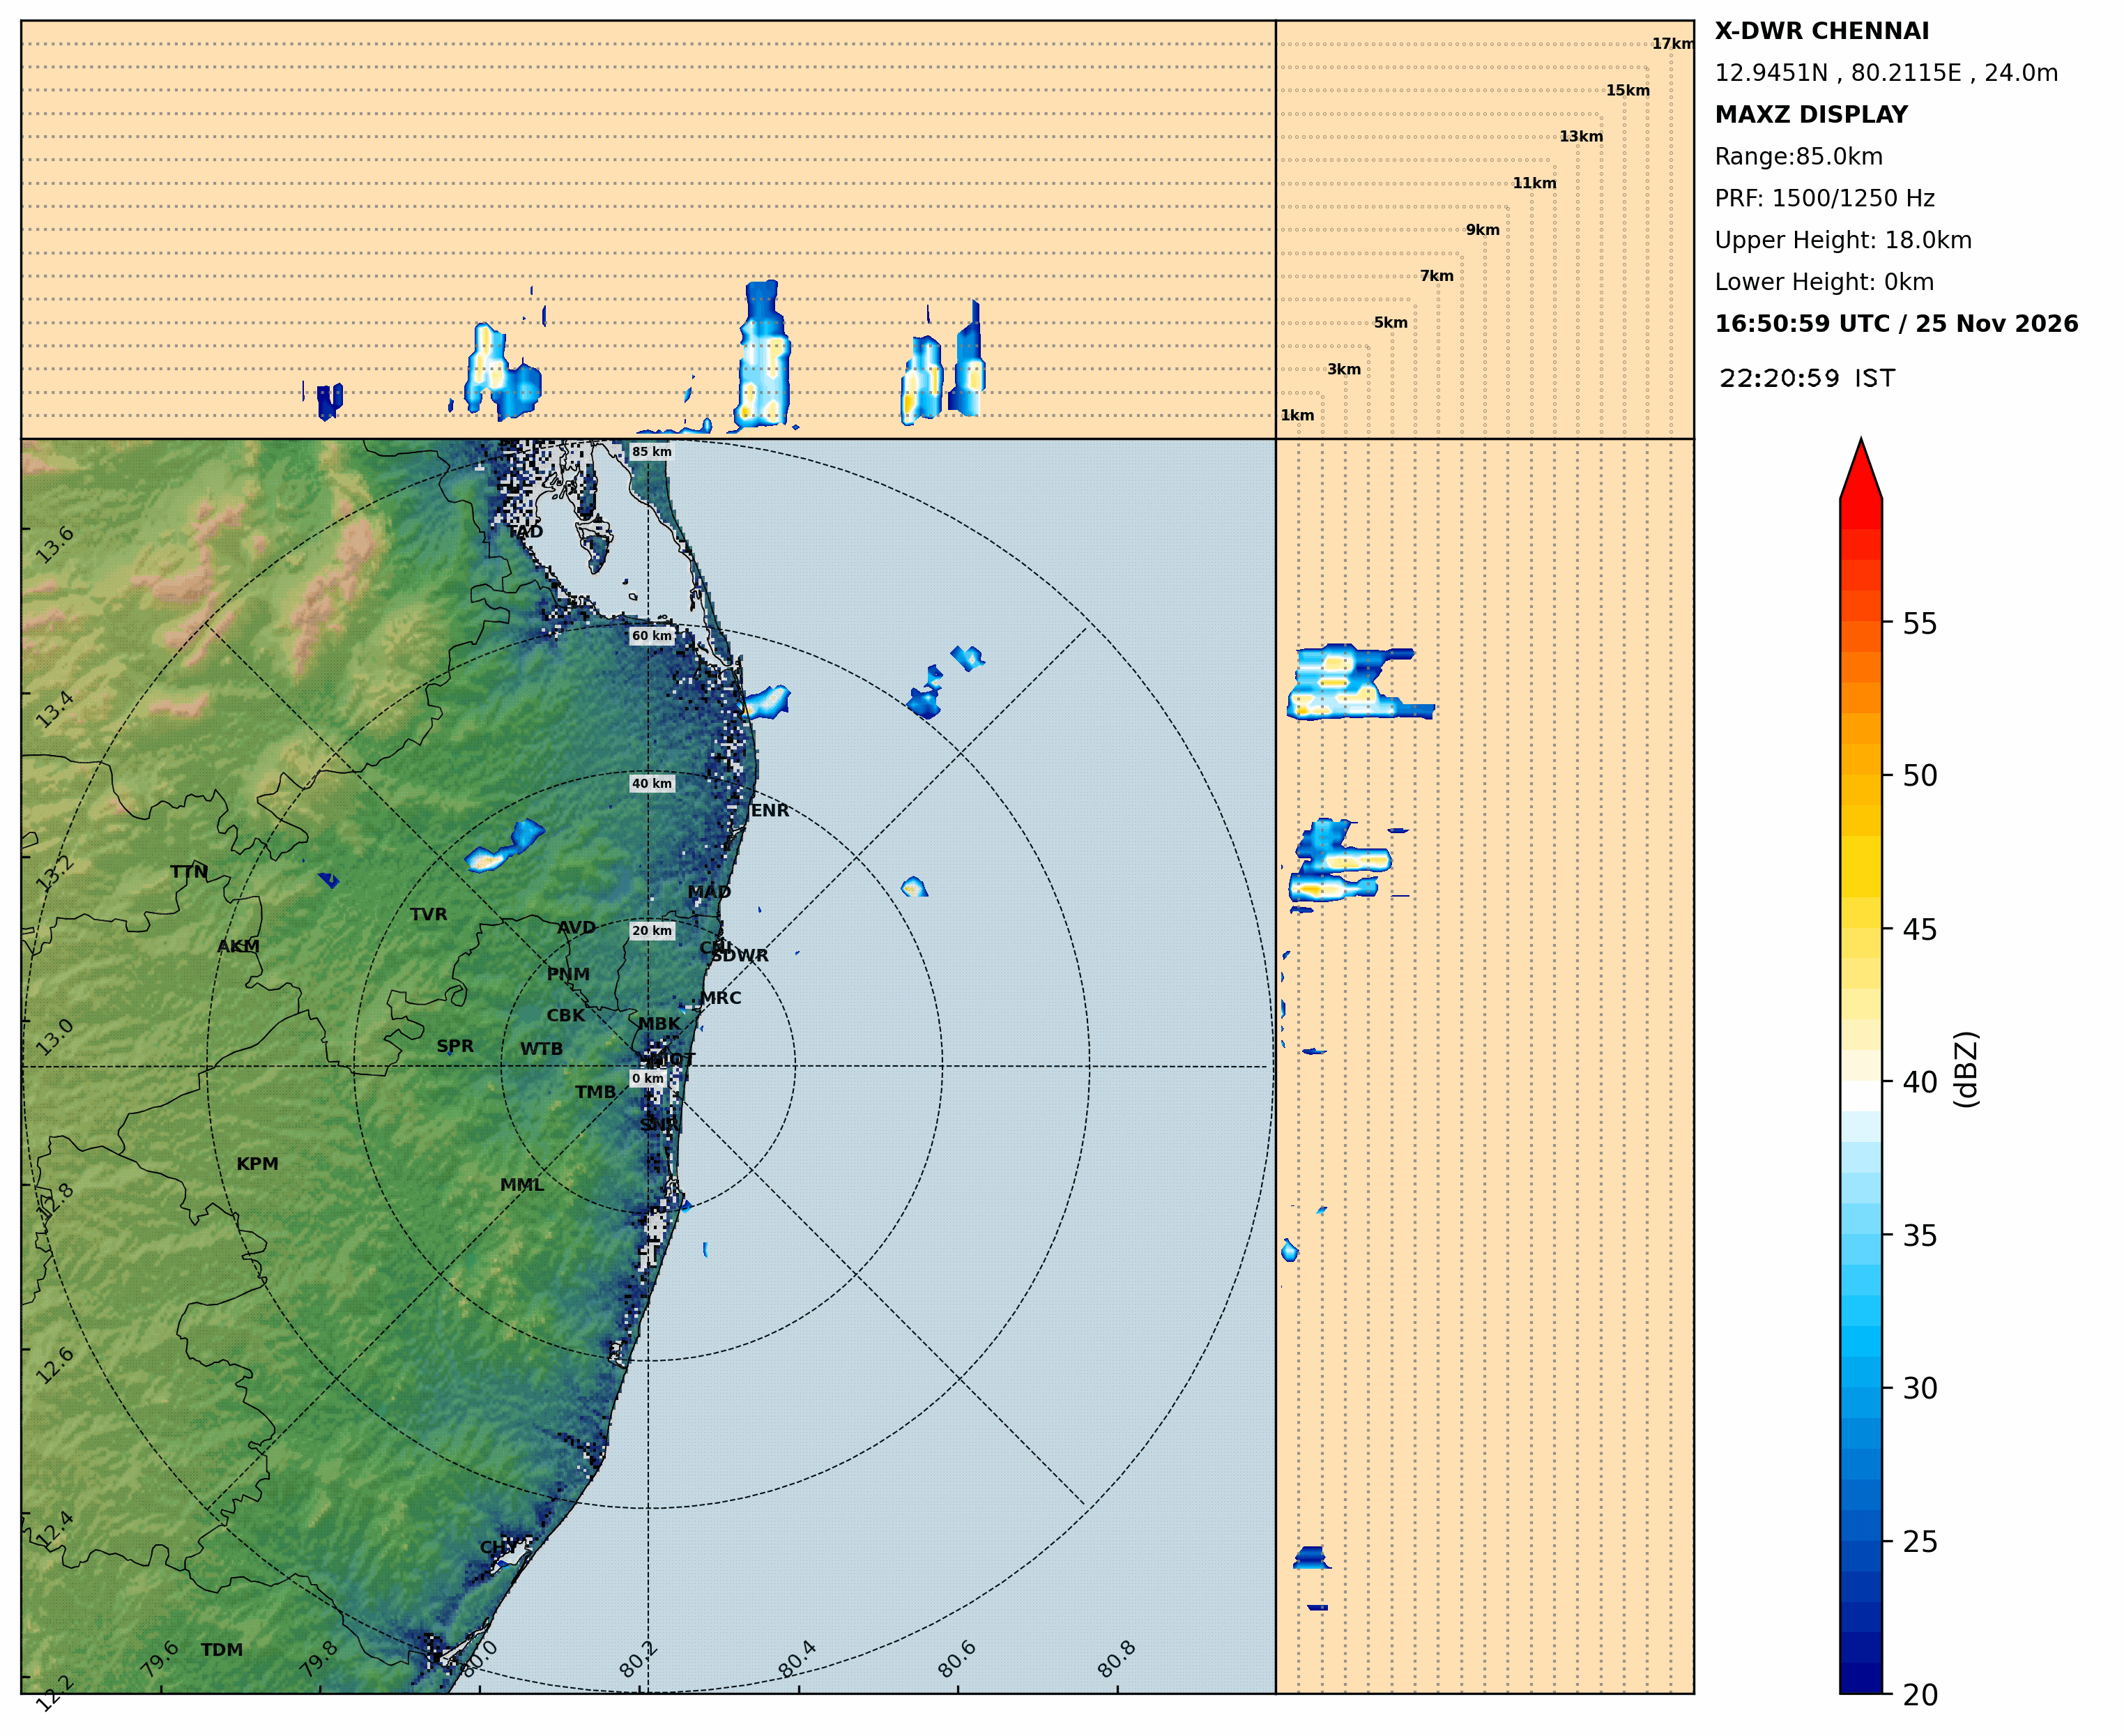 X-DWR CHENNAI
12.9451N , 80.2115E , 24.0m
MAXZ DISPLAY
Range:85.0km
PRF: 1500/1250 Hz
Upper Height: 18.0km
Lower Height: 0km
16:50:59 UTC / 25 Nov 2026
22:20:59 IST
17km
15km
13km
11km
9km
7km
5km
3km
1km
85 km
TAD
13.6
60 km
13.4
40 km
ENR
13.2
TTN
MAD
TVR
AVD
20 km
AKM
SDWR
PNM
MRC
CBK
MBK
13.0
SPR
WTB
0 km
TMB
SNR
KPM
MML
12.8
12.6
12.4
CHY
TDM
12.2
79.6
79.8
80.0
80.2
80.4
80.6
80.8
55
50
45
40
35
30
25
20
(dBZ)